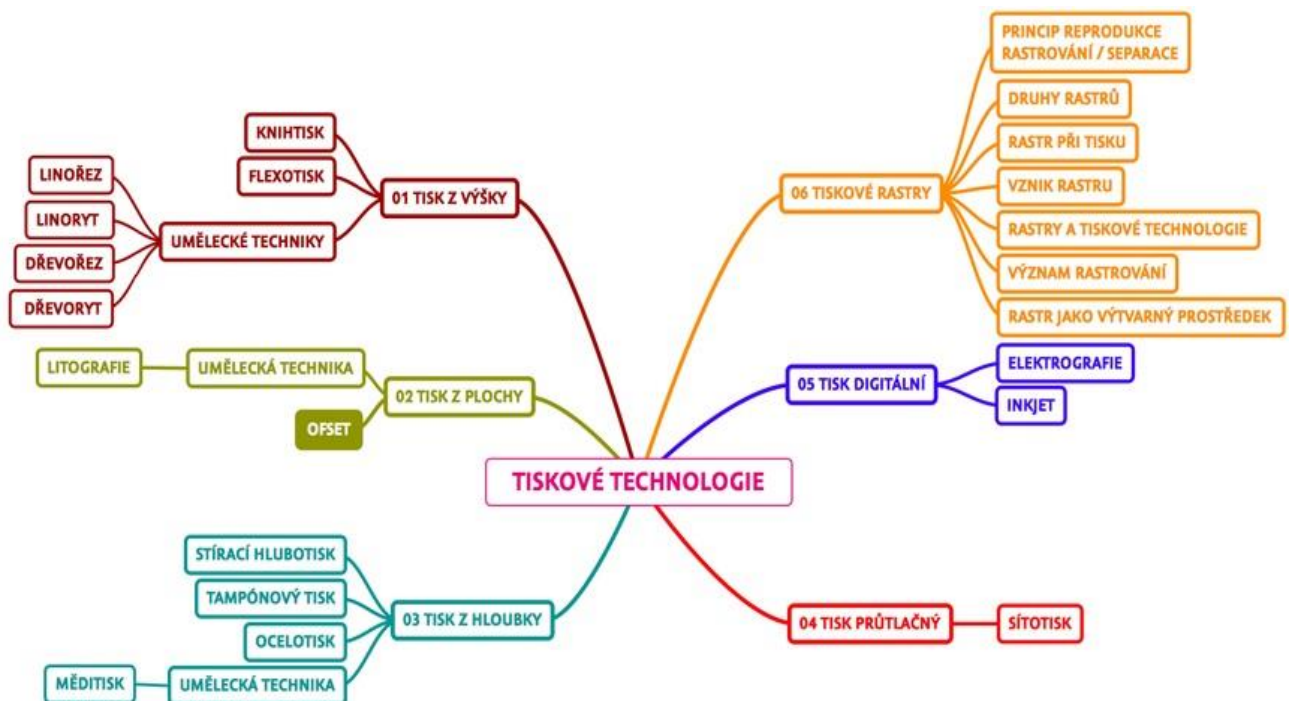 TISKOVÉ TECHNOLOGIE
01 TISK Z VÝŠKY
KNIHTISK
FLEXOTISK
UMĚLECKÉ TECHNIKY
LINOŘEZ
LINORYT
DŘEVOŘEZ
DŘEVORYT
02 TISK Z PLOCHY
UMĚLECKÁ TECHNIKA
LITOGRAFIE
OFSET
03 TISK Z HLOUBKY
STÍRACÍ HLUBOTISK
TAMPÓNOVÝ TISK
OCELOTISK
UMĚLECKÁ TECHNIKA
MĚDITISK
04 TISK PRŮTLAČNÝ
SÍTOTISK
05 TISK DIGITÁLNÍ
ELEKTROGRAFIE
INKJET
06 TISKOVÉ RASTRY
PRINCIP REPRODUKCE
RASTROVÁNÍ / SEPARACE
DRUHY RASTRŮ
RASTR PŘI TISKU
VZNIK RASTRU
RASTRY A TISKOVÉ TECHNOLOGIE
VÝZNAM RASTROVÁNÍ
RASTR JAKO VÝTVARNÝ PROSTŘEDEK